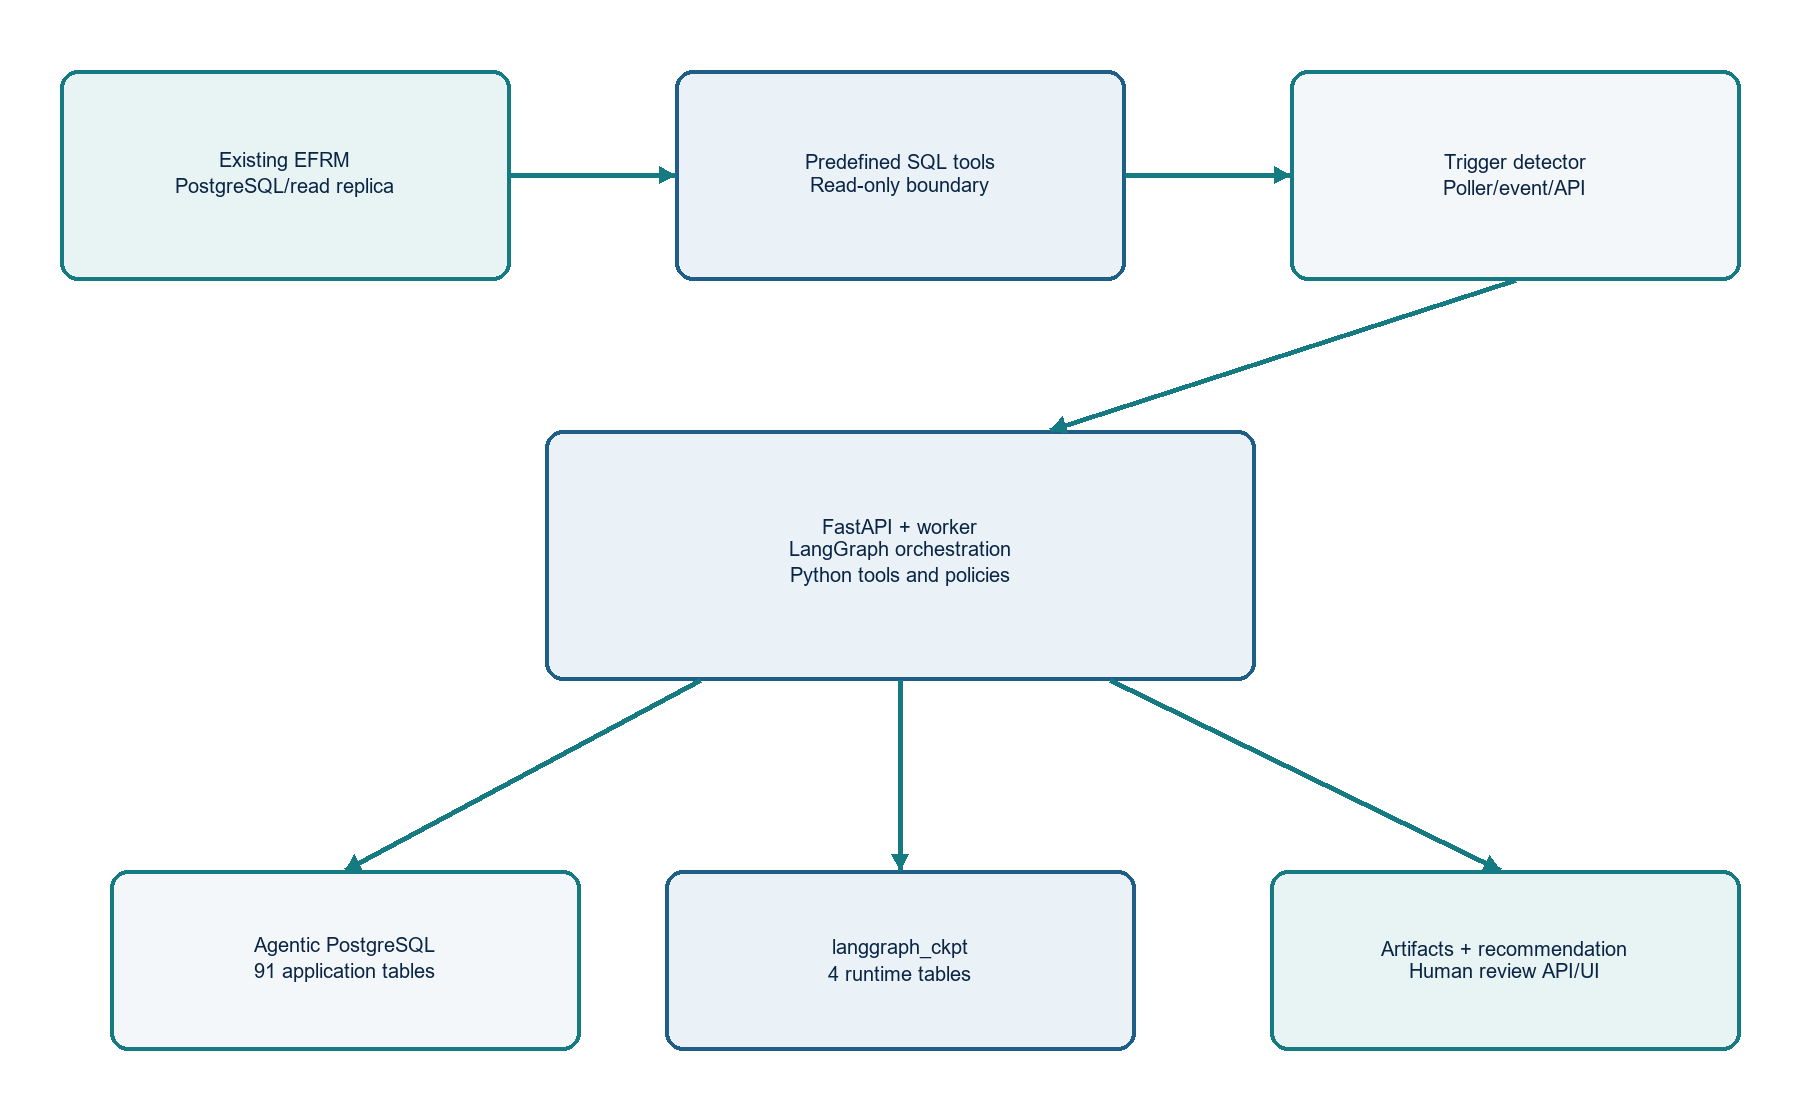 Existing EFRM
PostgreSQL/read replica
Predefined SQL tools
Read-only boundary
Trigger detector
Poller/event/API
FastAPI + worker
LangGraph orchestration
Python tools and policies
Agentic PostgreSQL
91 application tables
langgraph_ckpt
4 runtime tables
Artifacts + recommendation
Human review API/UI